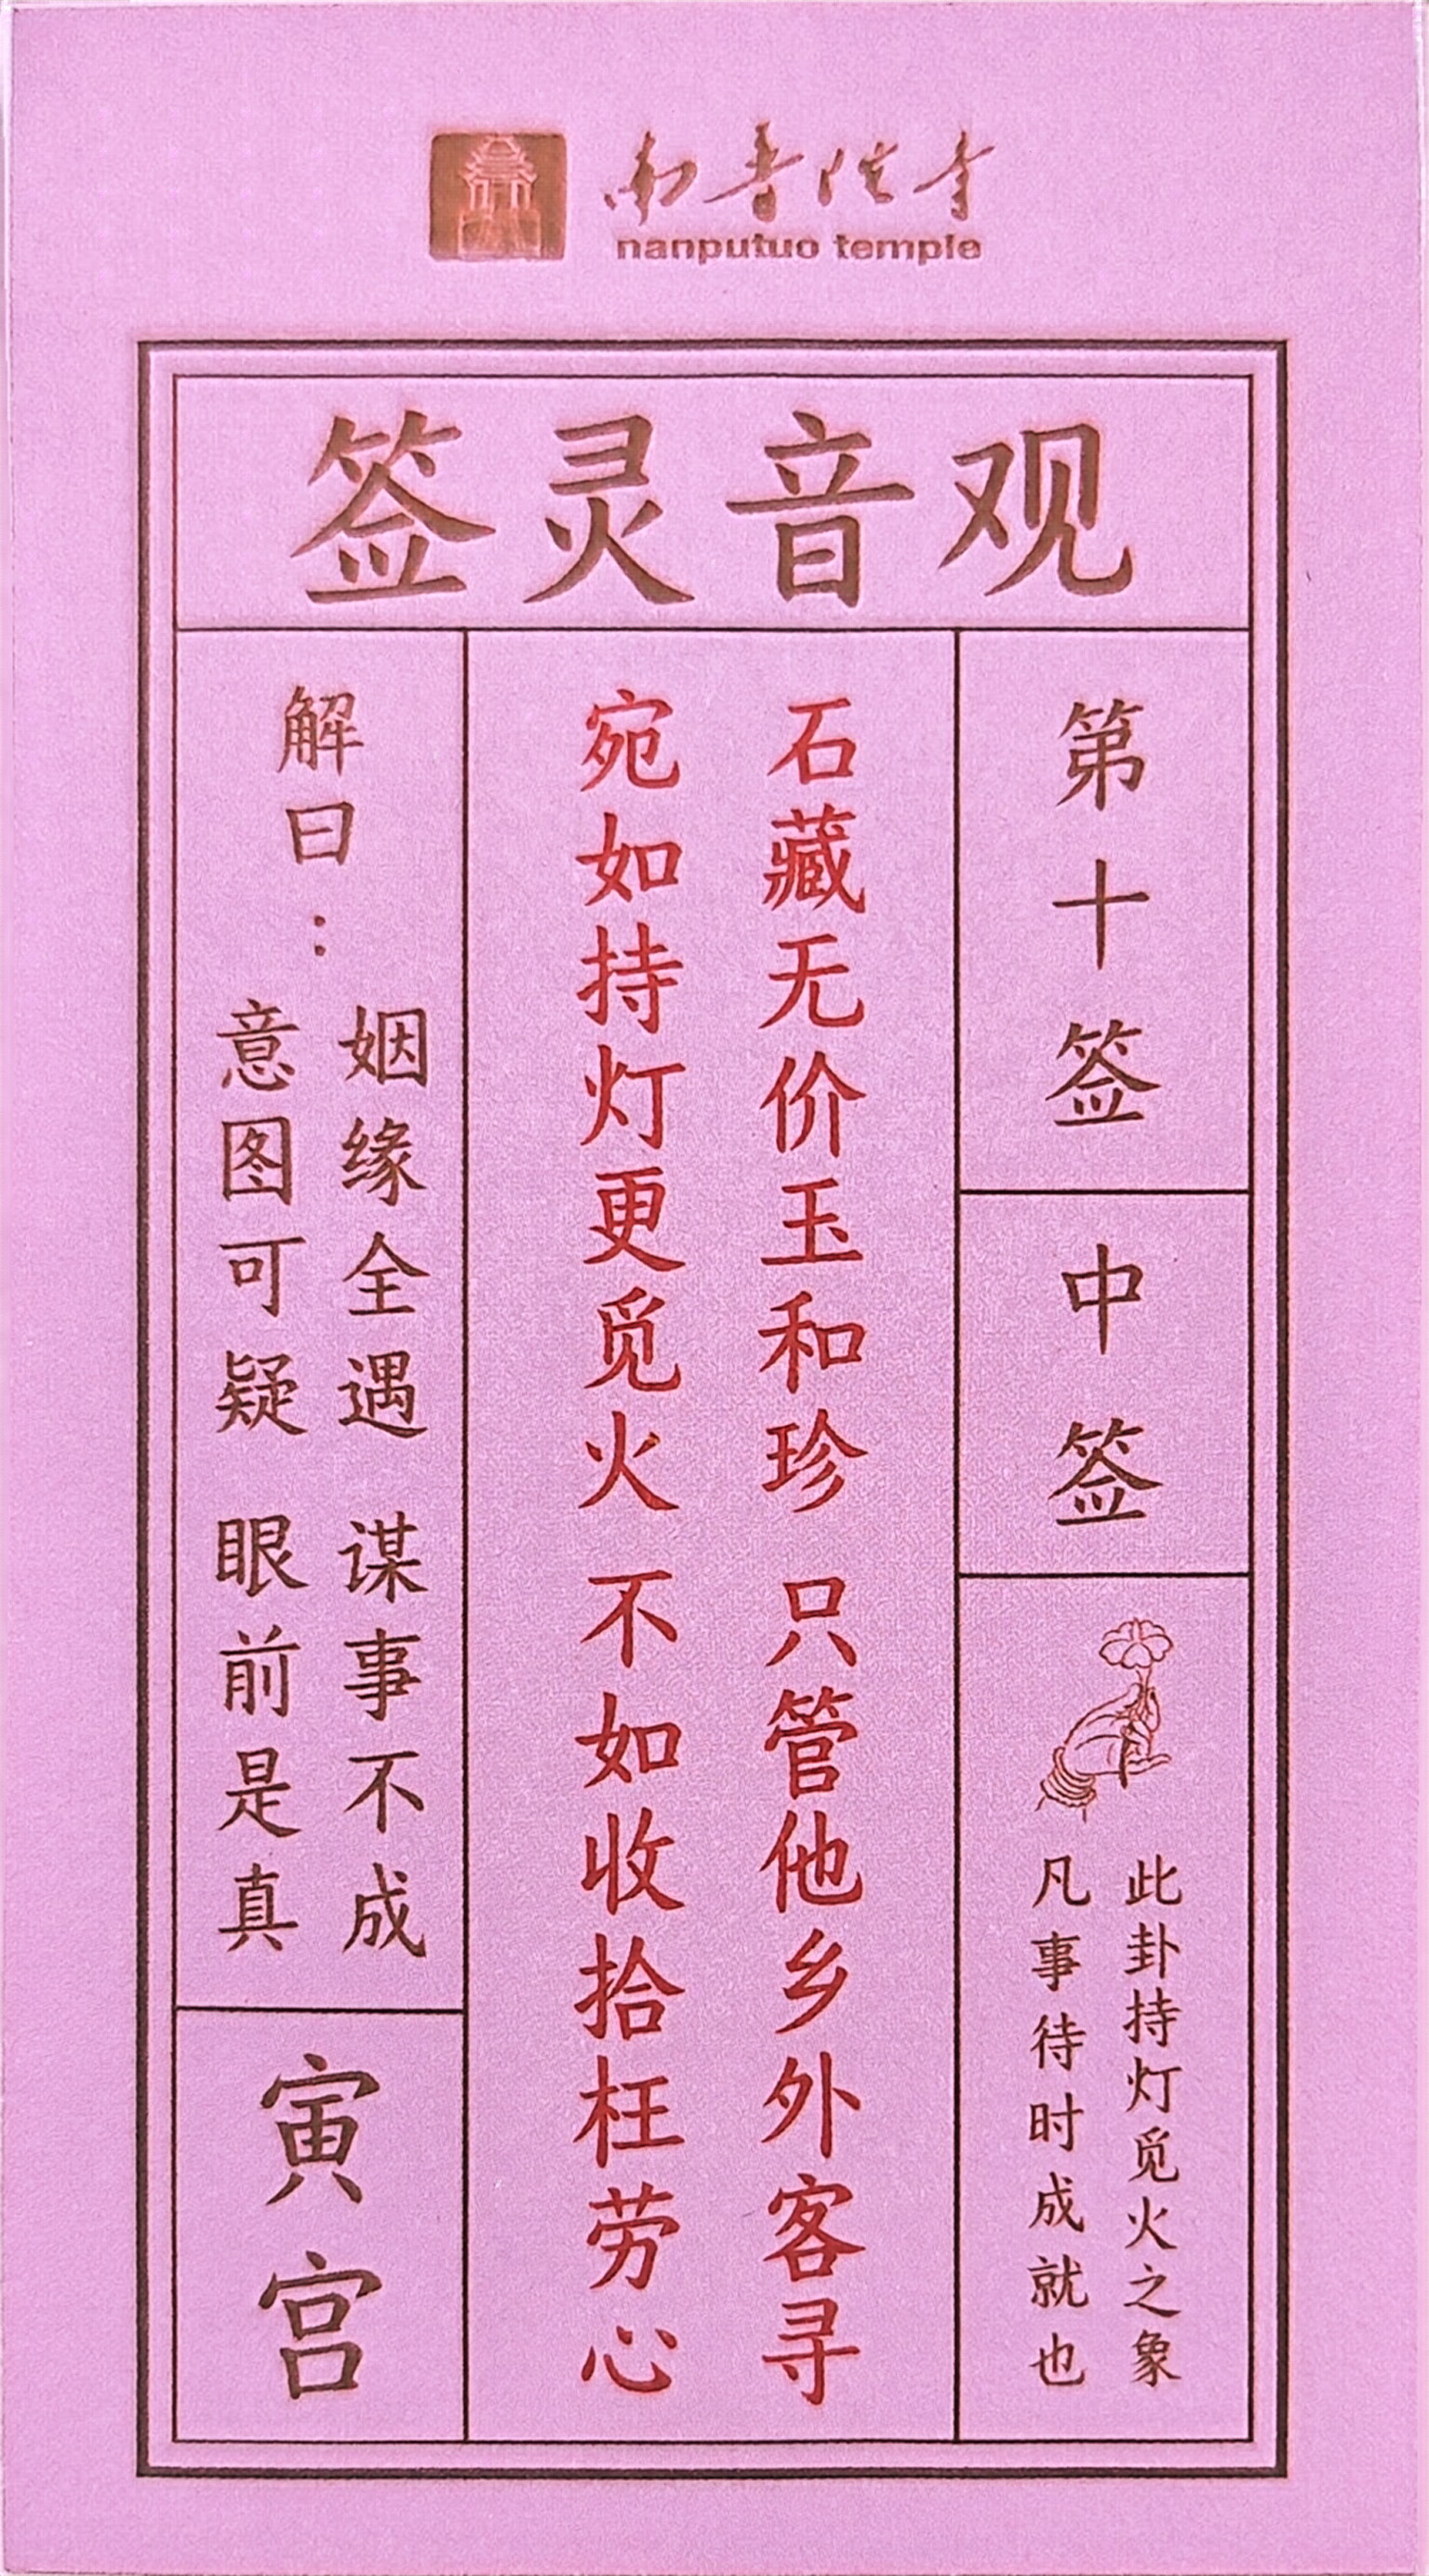 南普陀寺
nanputuo temple
观音灵签
第十签
中签
此卦持灯觅火之象
凡事待时成就也
石藏无价玉和珍 只管他乡外客寻
宛如持灯更觅火 不如收拾枉劳心
解曰：
姻缘全遇 谋事不成
意图可疑 眼前是真
寅宫